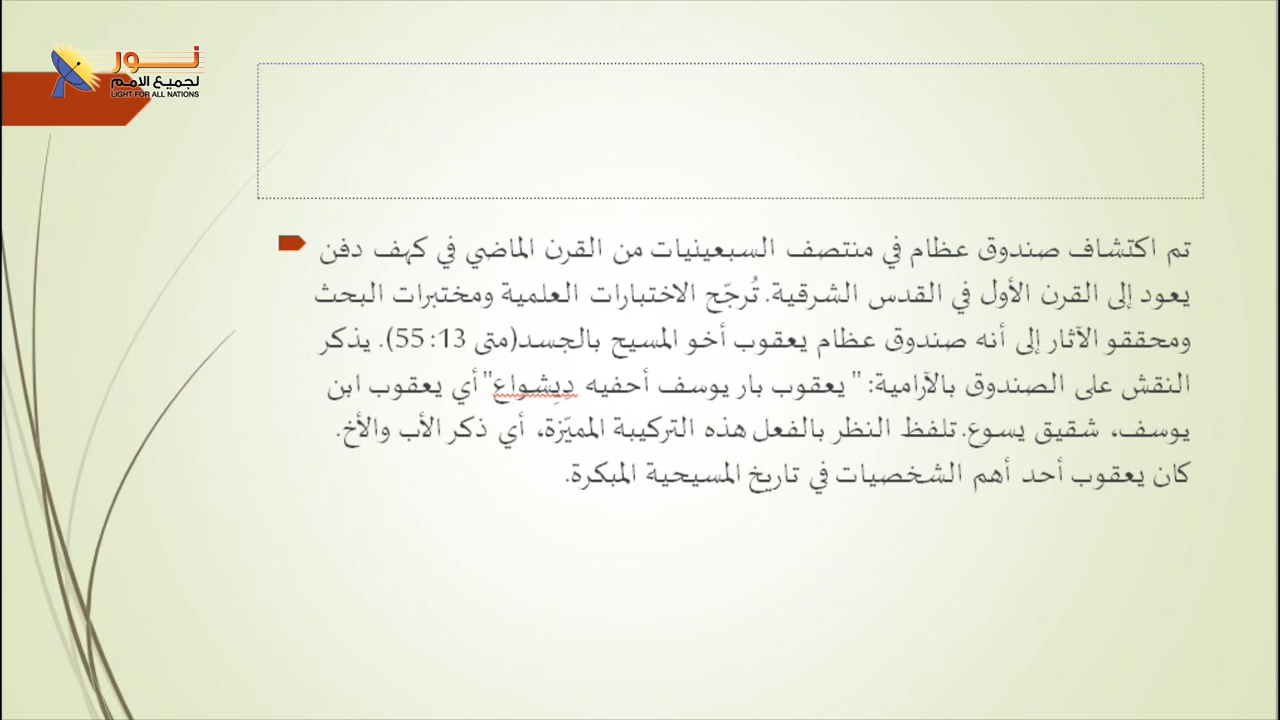 نور
لجميع الامم
LIGHT FOR ALL NATIONS
تم اكتشاف صندوق عظام في منتصف السبعينيات من القرن الماضي في كهف دفن
يعود إلى القرن الأول في القدس الشرقية. تُرجّح الاختبارات العلمية ومختبرات البحث
ومحققو الآثار إلى أنه صندوق عظام يعقوب أخو المسيح بالجسد(متى 13: 55). يذكر
النقش على الصندوق بالآرامية: " يعقوب بار يوسف أحفيه دِيِشواع" أي يعقوب ابن
يوسف، شقيق يسوع. تلفظ النظر بالفعل هذه التركيبة المميّزة، أي ذكر الأب والأخ.
كان يعقوب أحد أهم الشخصيات في تاريخ المسيحية المبكرة.